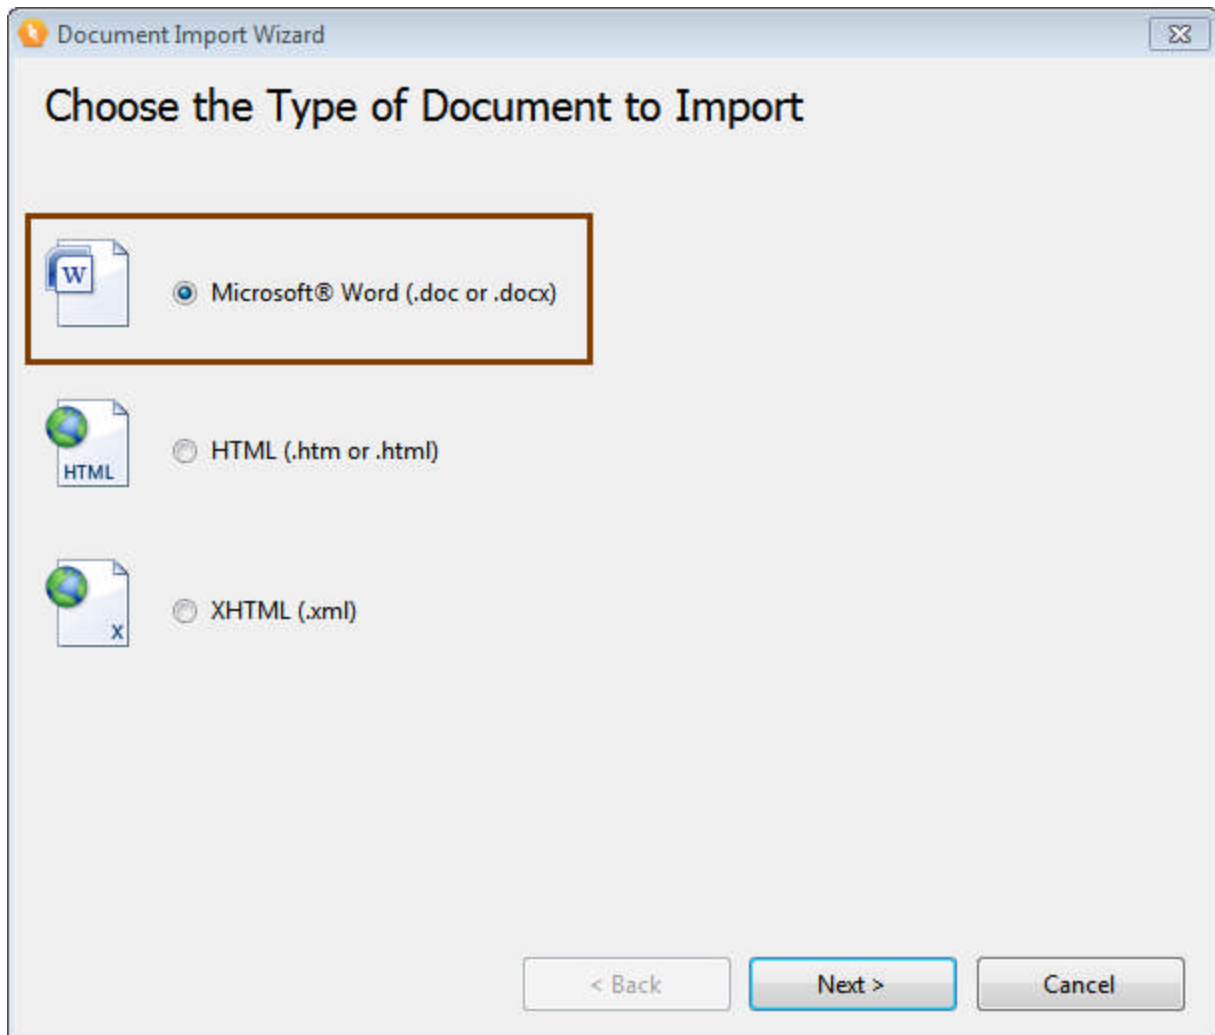 Document Import Wizard
Choose the Type of Document to Import
W
Microsoft® Word (.doc or .docx)
HTML
HTML (.htm or .html)
X
XHTML (.xml)
< Back
Next >
Cancel